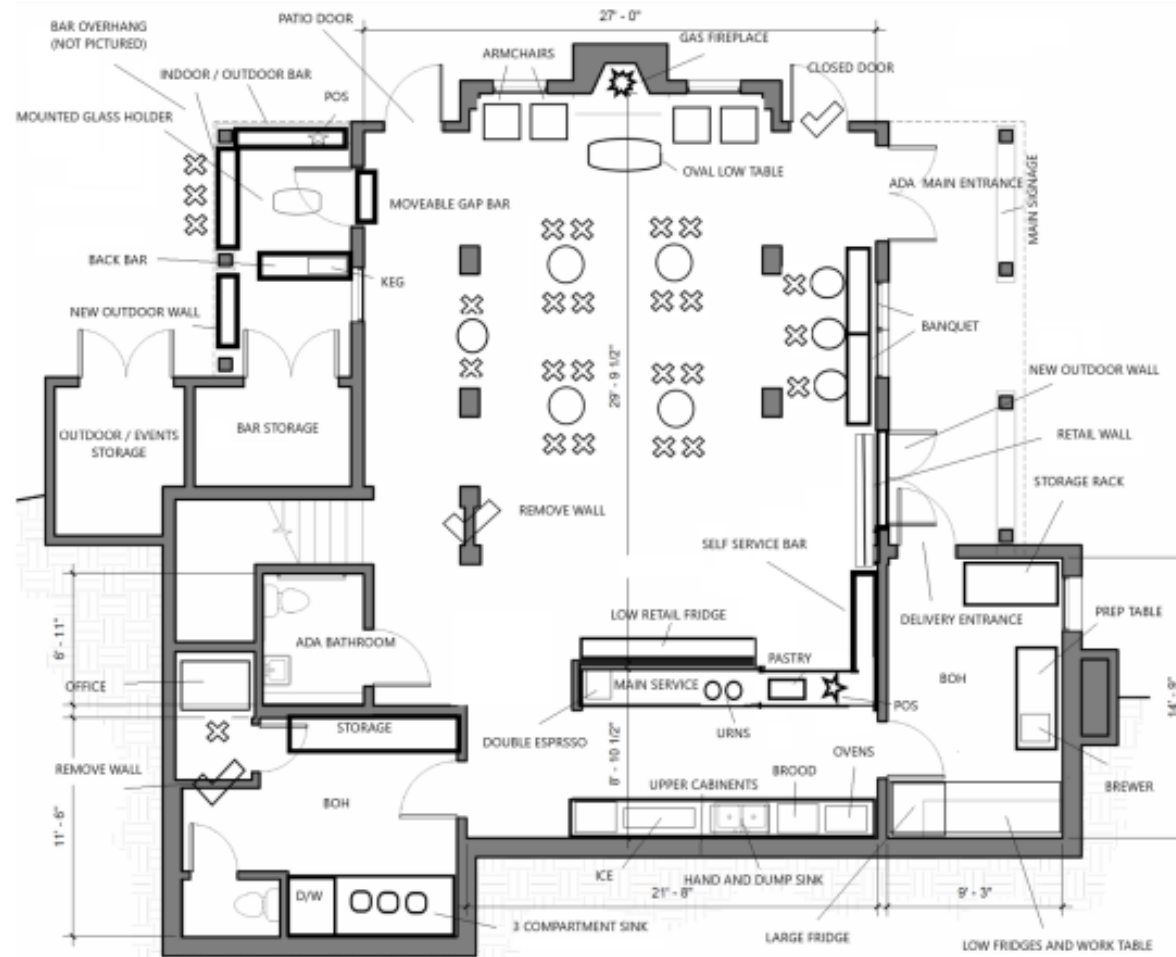 27' - 0"
PATIO DOOR
BAR OVERHANG
(NOT PICTURED)
GAS FIREPLACE
ARMCHAIRS
CLOSED DOOR
INDOOR / OUTDOOR BAR
POS
MOUNTED GLASS HOLDER
OVAL LOW TABLE
ADA MAIN ENTRANCE
MAIN SIGNAGE
MOVEABLE GAP BAR
BACK BAR
KEG
NEW OUTDOOR WALL
BANQUET
29' - 9 1/2"
NEW OUTDOOR WALL
BAR STORAGE
OUTDOOR / EVENTS
STORAGE
RETAIL WALL
STORAGE RACK
REMOVE WALL
SELF SERVICE BAR
LOW RETAIL FRIDGE
DELIVERY ENTRANCE
PREP TABLE
6' - 11"
ADA BATHROOM
PASTRY
OFFICE
MAIN SERVICE
BOH
14' - 9"
POS
STORAGE
DOUBLE ESPRSSO
URNS
8' - 10 1/2"
OVENS
BROOD
REMOVE WALL
UPPER CABINENTS
BREWER
BOH
11' - 6"
ICE
HAND AND DUMP SINK
21' - 8"
9' - 3"
D/W
3 COMPARTMENT SINK
LARGE FRIDGE
LOW FRIDGES AND WORK TABLE